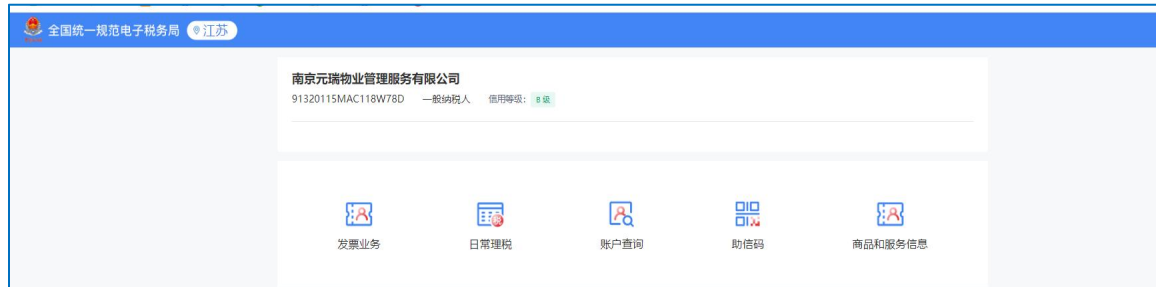 全国统一规范电子税务局 江苏
南京元瑞物业管理服务有限公司
91320115MAC118W78D 一般纳税人 信用等级: B级
发票业务 日常理税 账户查询 助信码 商品和服务信息